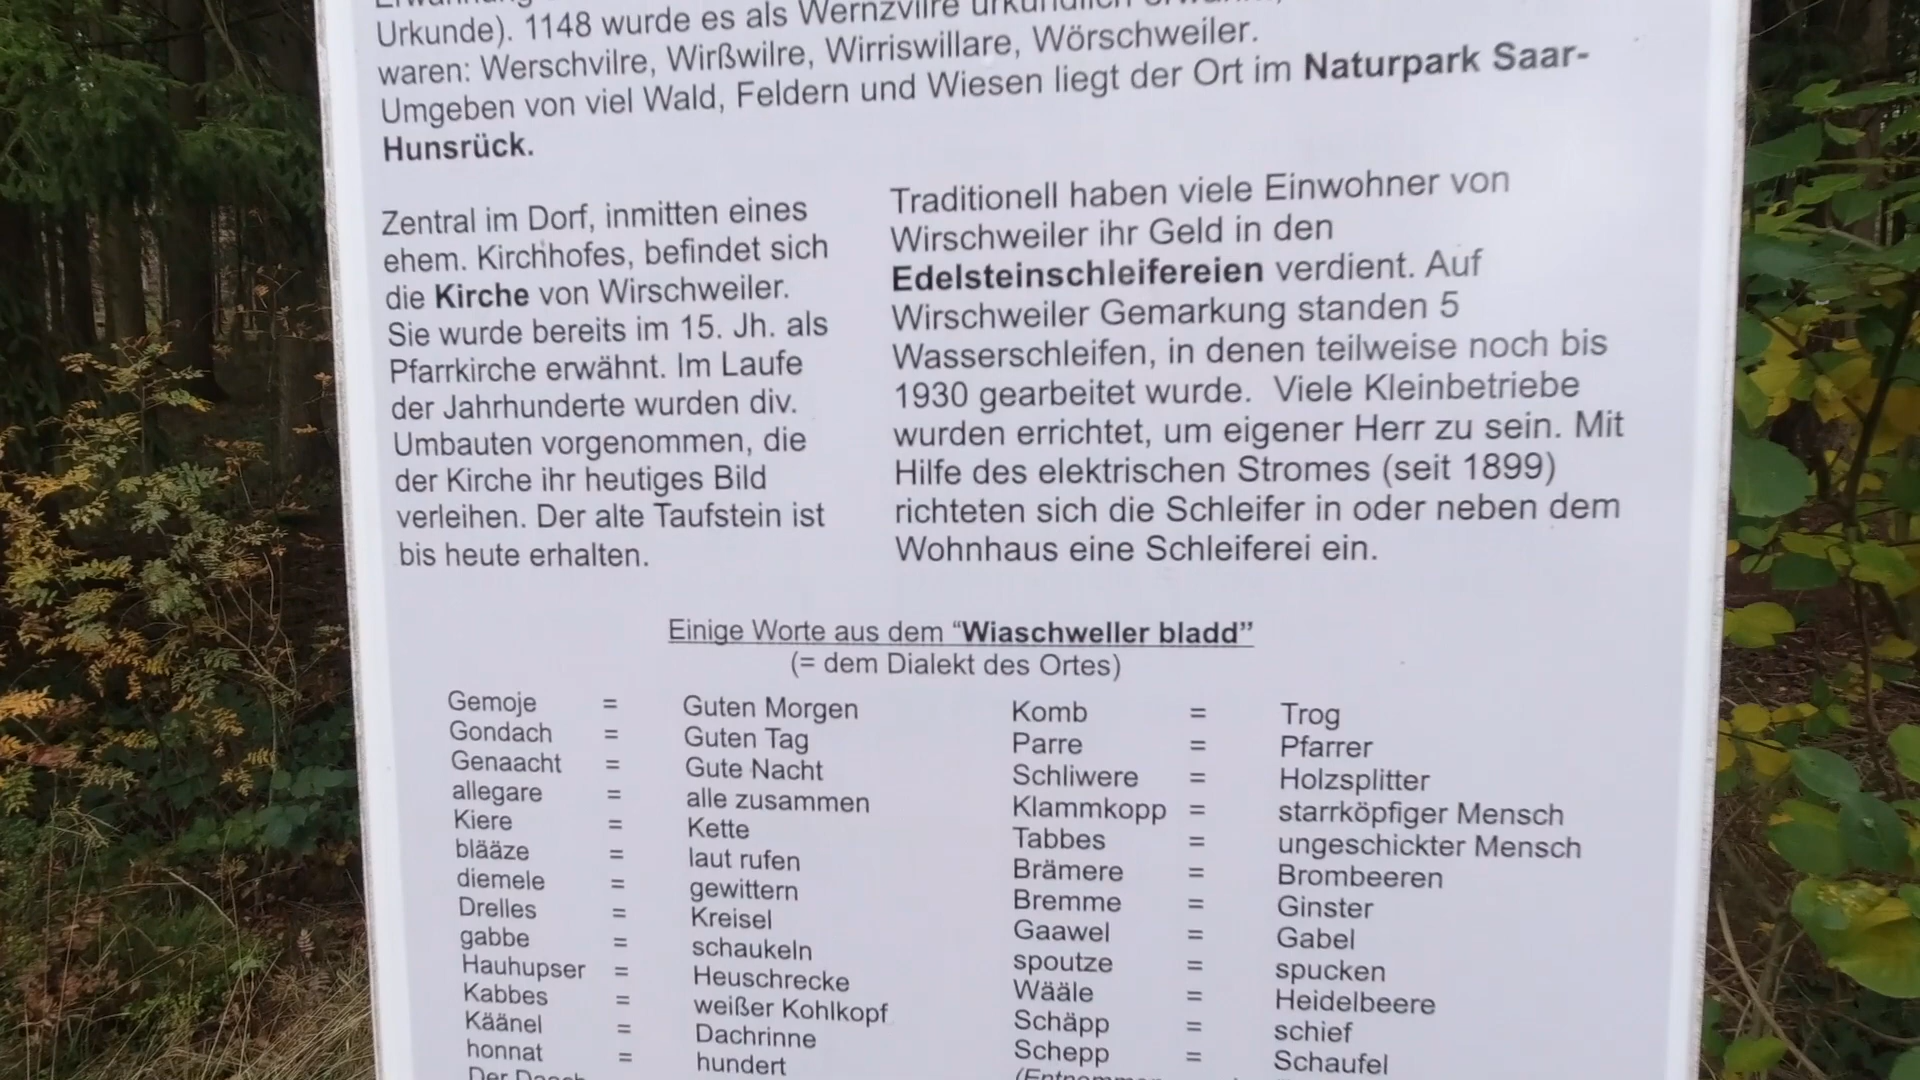 Urkunde). 1148 wurde es als Wernzvilre urkundlich
waren: Werschvilre, Wirßwilre, Wirriswillare, Wörschweiler.
Umgeben von viel Wald, Feldern und Wiesen liegt der Ort im Naturpark Saar-
Hunsrück.
Zentral im Dorf, inmitten eines
ehem. Kirchhofes, befindet sich
die Kirche von Wirschweiler.
Sie wurde bereits im 15. Jh. als
Pfarrkirche erwähnt. Im Laufe
der Jahrhunderte wurden div.
Umbauten vorgenommen, die
der Kirche ihr heutiges Bild
verleihen. Der alte Taufstein ist
bis heute erhalten.
Traditionell haben viele Einwohner von
Wirschweiler ihr Geld in den
Edelsteinschleifereien verdient. Auf
Wirschweiler Gemarkung standen 5
Wasserschleifen, in denen teilweise noch bis
1930 gearbeitet wurde. Viele Kleinbetriebe
wurden errichtet, um eigener Herr zu sein. Mit
Hilfe des elektrischen Stromes (seit 1899)
richteten sich die Schleifer in oder neben dem
Wohnhaus eine Schleiferei ein.
Einige Worte aus dem “Wiaschweller bladd”
(= dem Dialekt des Ortes)
Gemoje = Guten Morgen
Gondach = Guten Tag
Genaacht = Gute Nacht
allegare = alle zusammen
Kiere = Kette
blääze = laut rufen
diemele = gewittern
Drelles = Kreisel
gabbe = schaukeln
Hauhupser = Heuschrecke
Kabbes = weißer Kohlkopf
Käänel = Dachrinne
honnat = hundert
Komb = Trog
Parre = Pfarrer
Schliwere = Holzsplitter
Klammkopp = starrköpfiger Mensch
Tabbes = ungeschickter Mensch
Brämere = Brombeeren
Bremme = Ginster
Gaawel = Gabel
spoutze = spucken
Wääle = Heidelbeere
Schäpp = schief
Schepp = Schaufel